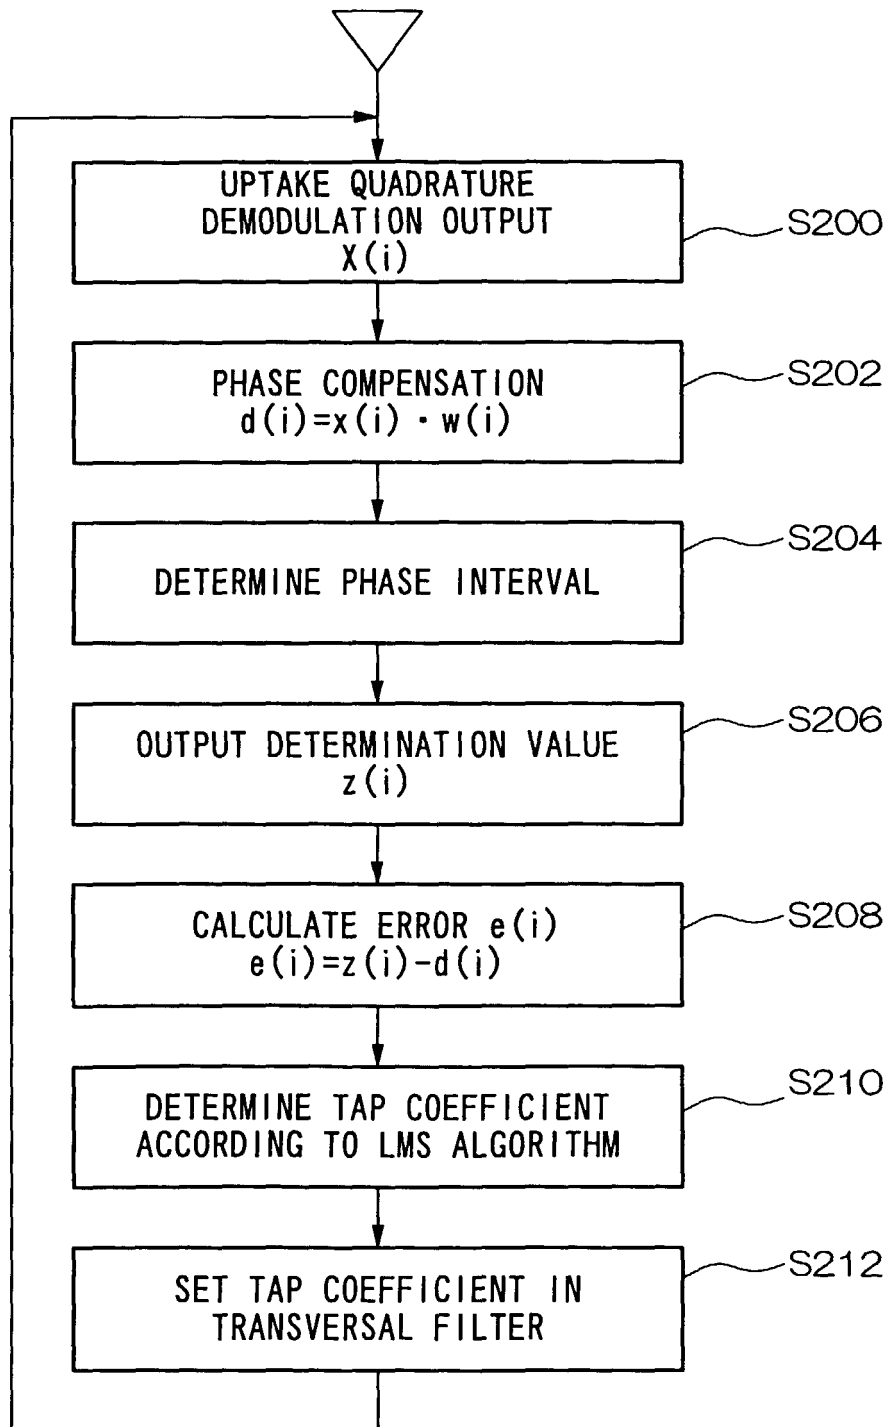 UPTAKE QUADRATURE
DEMODULATION OUTPUT
X(i)
S200
PHASE COMPENSATION
d(i)=x(i)・w(i)
S202
DETERMINE PHASE INTERVAL
S204
OUTPUT DETERMINATION VALUE
z(i)
S206
CALCULATE ERROR e(i)
e(i)=z(i)-d(i)
S208
DETERMINE TAP COEFFICIENT
ACCORDING TO LMS ALGORITHM
S210
SET TAP COEFFICIENT IN
TRANSVERSAL FILTER
S212